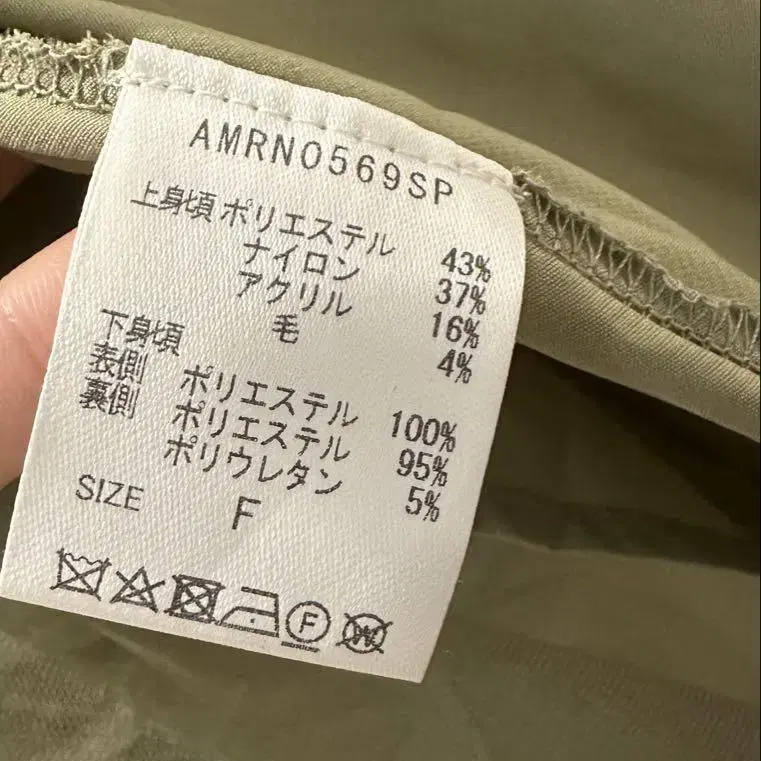 AMRN0569SP
上身頃 ポリエステル 43%
ナイロン 37%
アクリル 16%
毛 4%
下身頃
表側 ポリエステル 100%
裏側 ポリエステル 95%
ポリウレタン 5%
SIZE F
F W